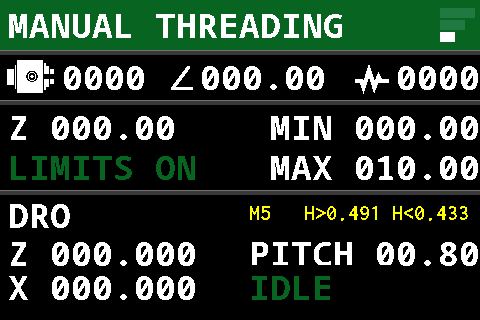 MANUAL THREADING
0000 ∠000.00 0000
Z 000.00 MIN 000.00
LIMITS ON MAX 010.00
DRO M5 H>0.491 H<0.433
Z 000.000 PITCH 00.80
X 000.000 IDLE